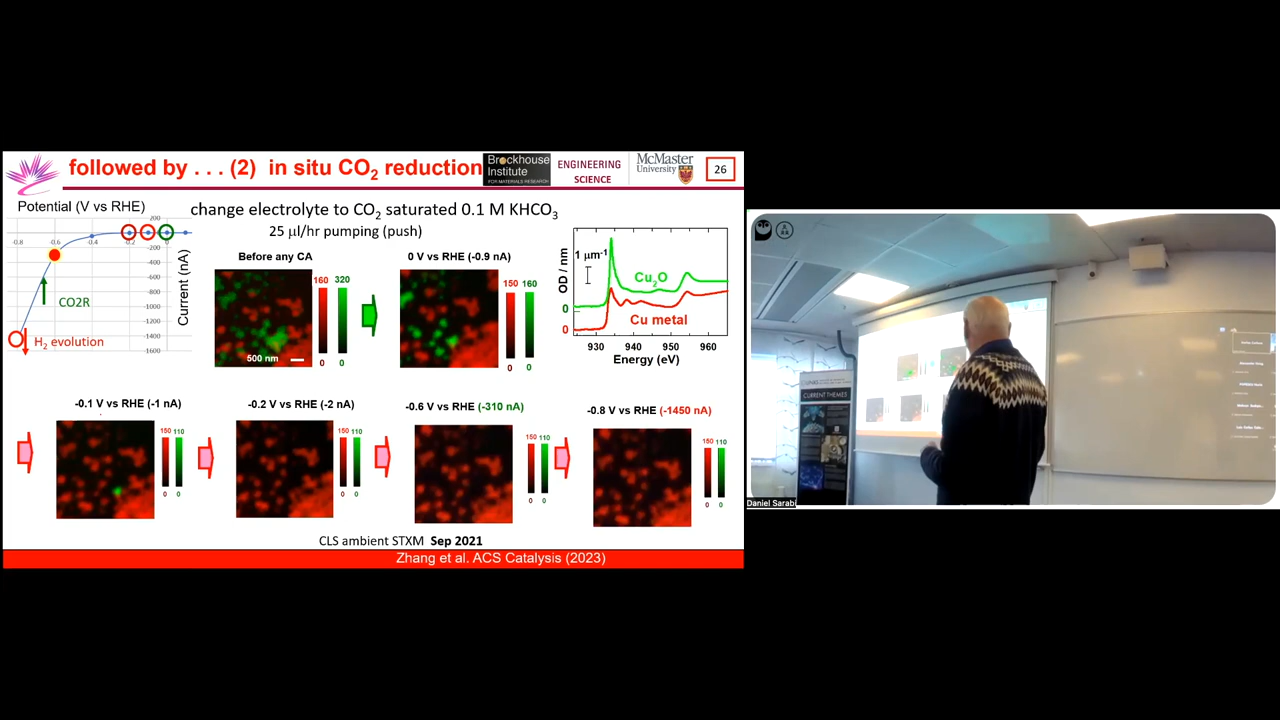 followed by . . . (2) in situ CO₂ reduction
Brockhouse Institute
FOR MATERIALS RESEARCH
ENGINEERING
SCIENCE
McMaster
University
26
Potential (V vs RHE)
change electrolyte to CO₂ saturated 0.1 M KHCO₃
25 µl/hr pumping (push)
200
-0.8 -0.6 -0.4 -0.2 0
-200
-400
-600
-800
-1000
-1200
-1400
-1600
Current (nA)
CO2R
H₂ evolution
Before any CA
160 320
0 0
500 nm
0 V vs RHE (-0.9 nA)
150 160
0 0
OD / nm
1 µm⁻¹
Cu₂O
0
Cu metal
0
930 940 950 960
Energy (eV)
-0.1 V vs RHE (-1 nA)
150 110
0 0
-0.2 V vs RHE (-2 nA)
150 110
0 0
-0.6 V vs RHE (-310 nA)
150 110
0 0
-0.8 V vs RHE (-1450 nA)
150 110
0 0
CLS ambient STXM Sep 2021
Zhang et al. ACS Catalysis (2023)
CURRENT THEMES
Daniel Sarabi